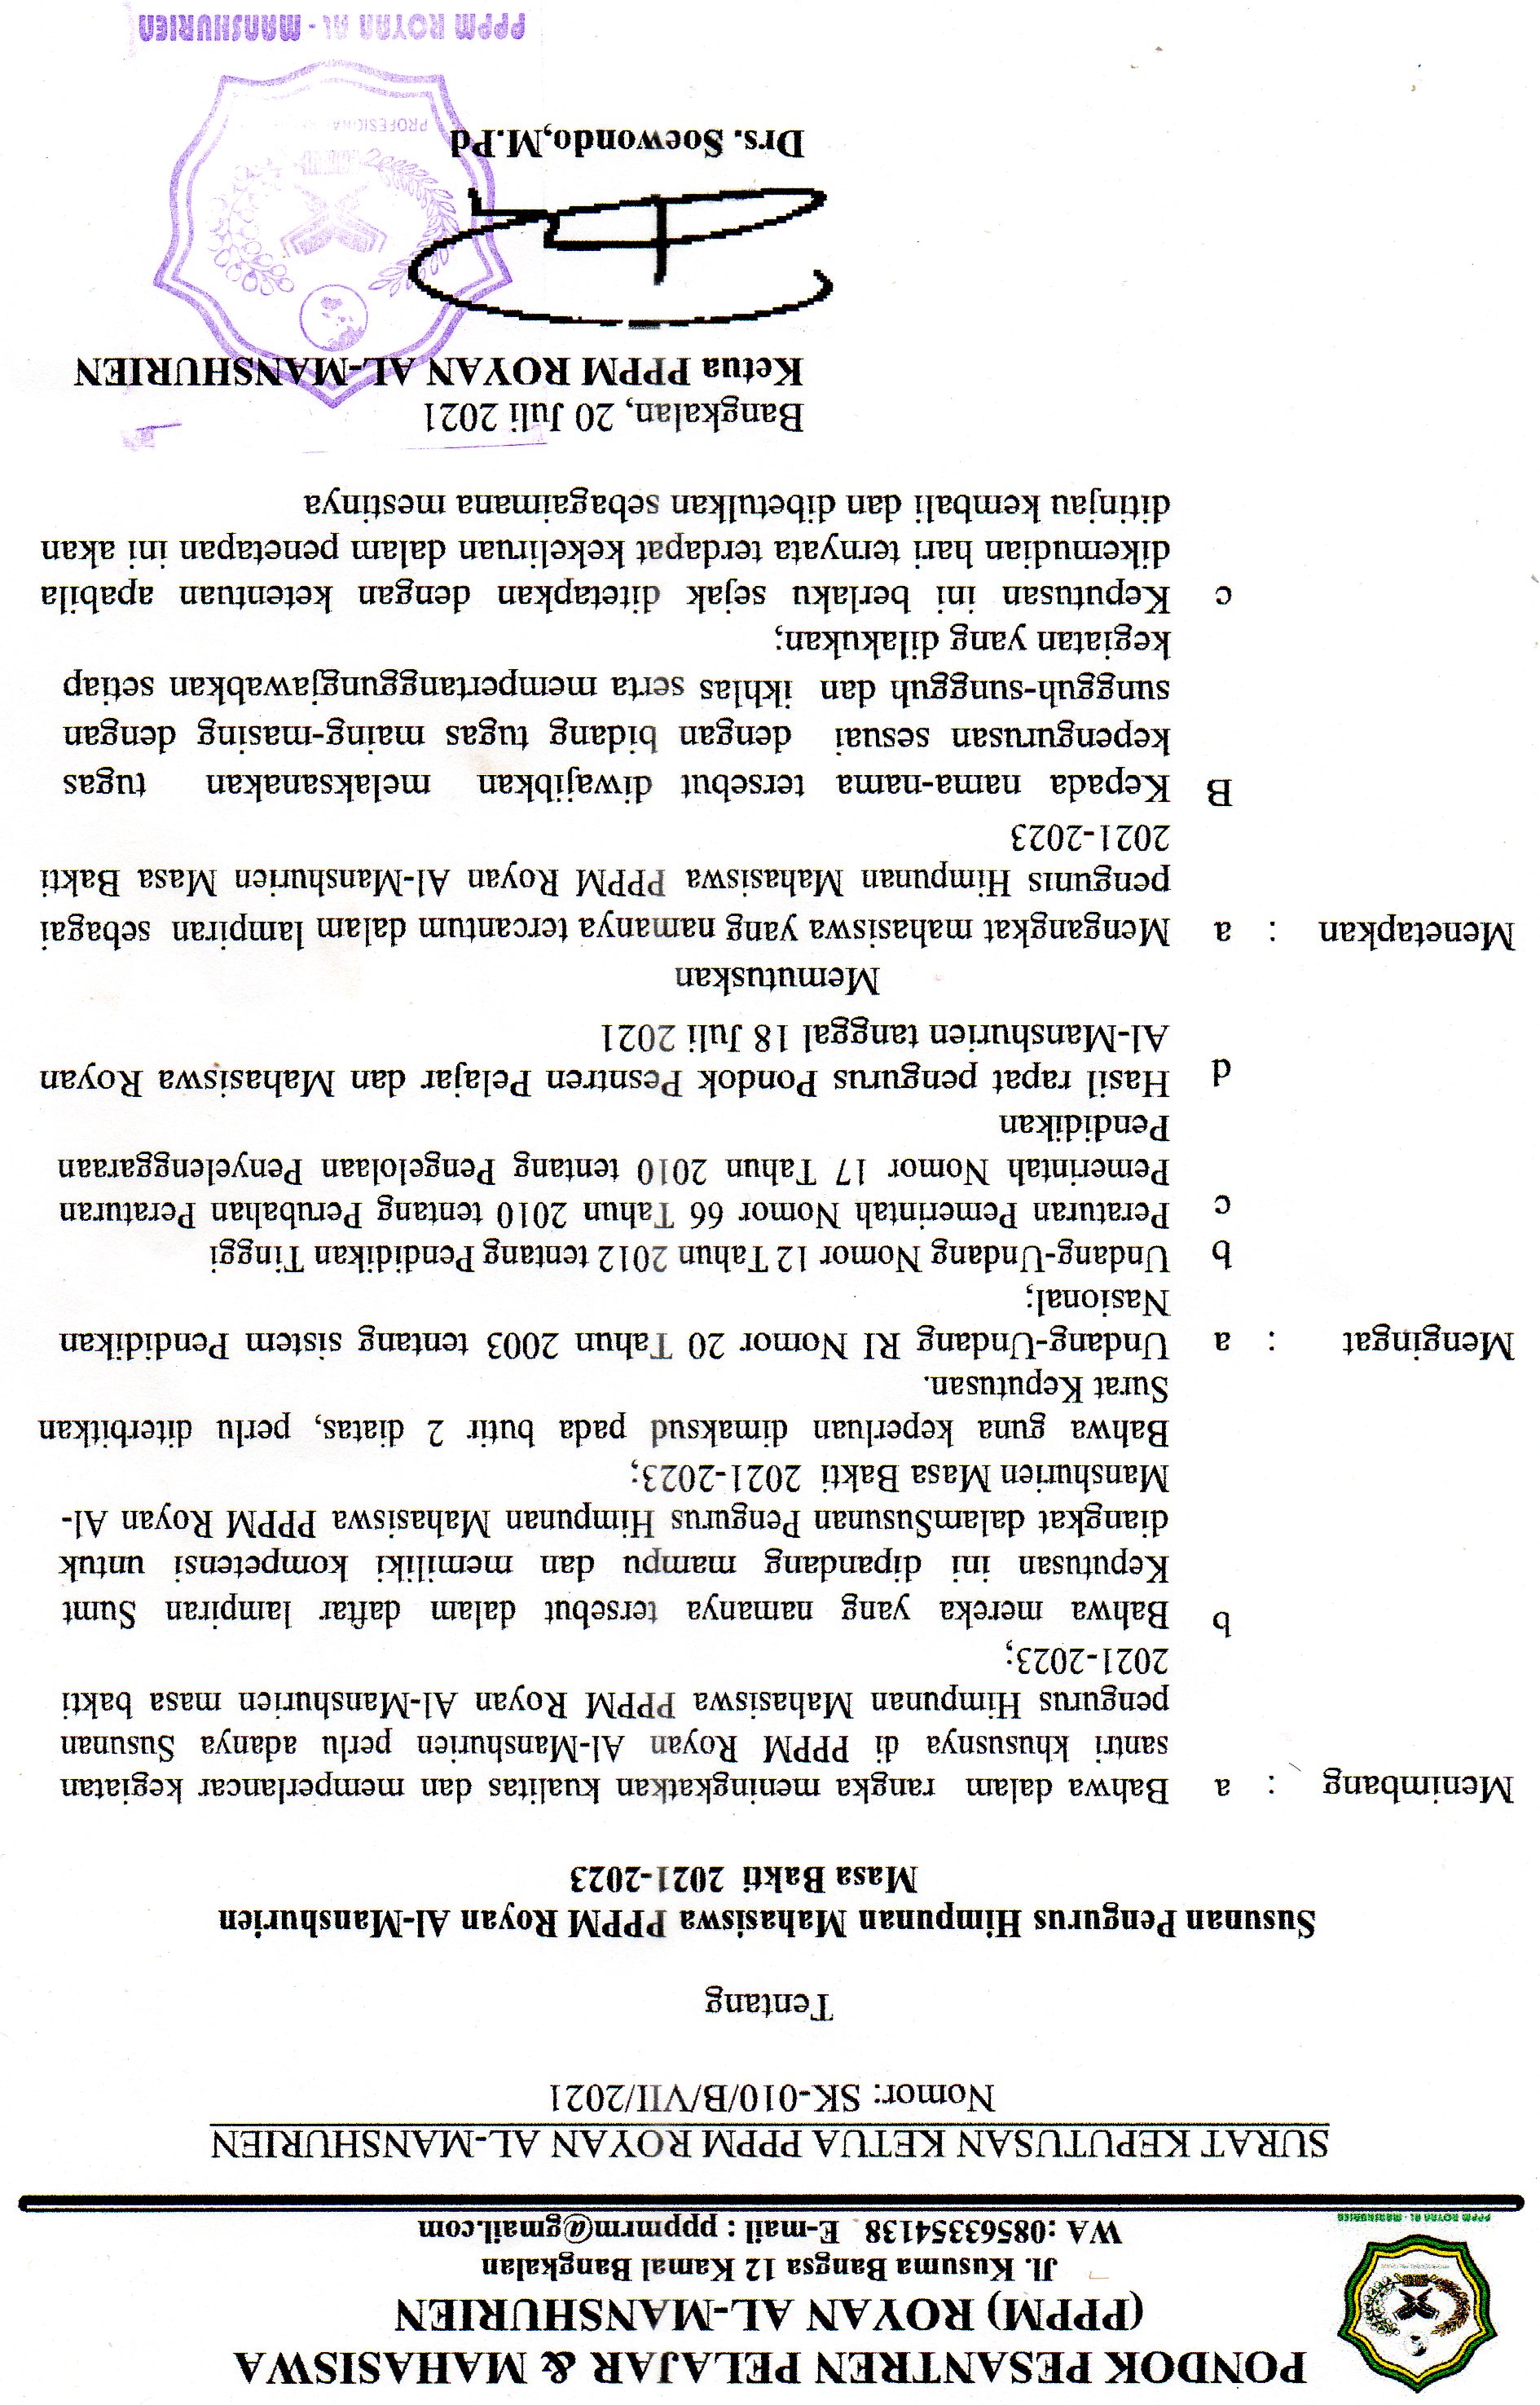 PONDOK PESANTREN PELAJAR & MAHASISWA
(PPPM) ROYAN AL-MANSHURIEN
Jl. Kusuma Bangsa 12 Kamal Bangkalan
WA :08563354138 E-mail : pppmrm@gmail.com
PPPM ROYAN AL - MANSHURIEN
SURAT KEPUTUSAN KETUA PPPM ROYAN AL-MANSHURIEN
Nomor: SK-010/B/VII/2021
Tentang
Susunan Pengurus Himpunan Mahasiswa PPPM Royan Al-Manshurien
Masa Bakti 2021-2023
Menimbang : a Bahwa dalam rangka meningkatkan kualitas dan memperlancar kegiatan
santri khususnya di PPPM Royan Al-Manshurien perlu adanya Susunan
pengurus Himpunan Mahasiswa PPPM Royan Al-Manshurien masa bakti
2021-2023;
b Bahwa mereka yang namanya tersebut dalam daftar lampiran Sumt
Keputusan ini dipandang mampu dan memiliki kompetensi untuk
diangkat dalamSusunan Pengurus Himpunan Mahasiswa PPPM Royan Al-
Manshurien Masa Bakti 2021-2023;
Bahwa guna keperluan dimaksud pada butir 2 diatas, perlu diterbitkan
Surat Keputusan.
Mengingat : a Undang-Undang RI Nomor 20 Tahun 2003 tentang sistem Pendidikan
Nasional;
b Undang-Undang Nomor 12 Tahun 2012 tentang Pendidikan Tinggi
c Peraturan Pemerintah Nomor 66 Tahun 2010 tentang Perubahan Peraturan
Pemerintah Nomor 17 Tahun 2010 tentang Pengelolaan Penyelenggaraan
Pendidikan
d Hasil rapat pengurus Pondok Pesntren Pelajar dan Mahasiswa Royan
Al-Manshurien tanggal 18 Juli 2021
Memutuskan
Menetapkan : a Mengangkat mahasiswa yang namanya tercantum dalam lampiran sebagai
pengunıs Himpunan Mahasiswa PPPM Royan Al-Manshurien Masa Bakti
2021-2023
B Kepada nama-nama tersebut diwajibkan melaksanakan tugas
kepengurusan sesuai dengan bidang tugas maing-masing dengan
sungguh-sungguh dan ikhlas serta mempertanggungjawabkan setiap
kegiatan yang dilakukan;
c Keputusan ini berlaku sejak ditetapkan dengan ketentuan apabila
dikemudian hari ternyata terdapat kekeliruan dalam penetapan ini akan
ditinjau kembali dan dibetulkan sebagaimana mestinya
Bangkalan, 20 Juli 2021
Ketua PPPM ROYAN AL-MANSHURIEN
Drs. Soewondo,M.Pd
PPPM ROYAN AL - MANSHURIEN